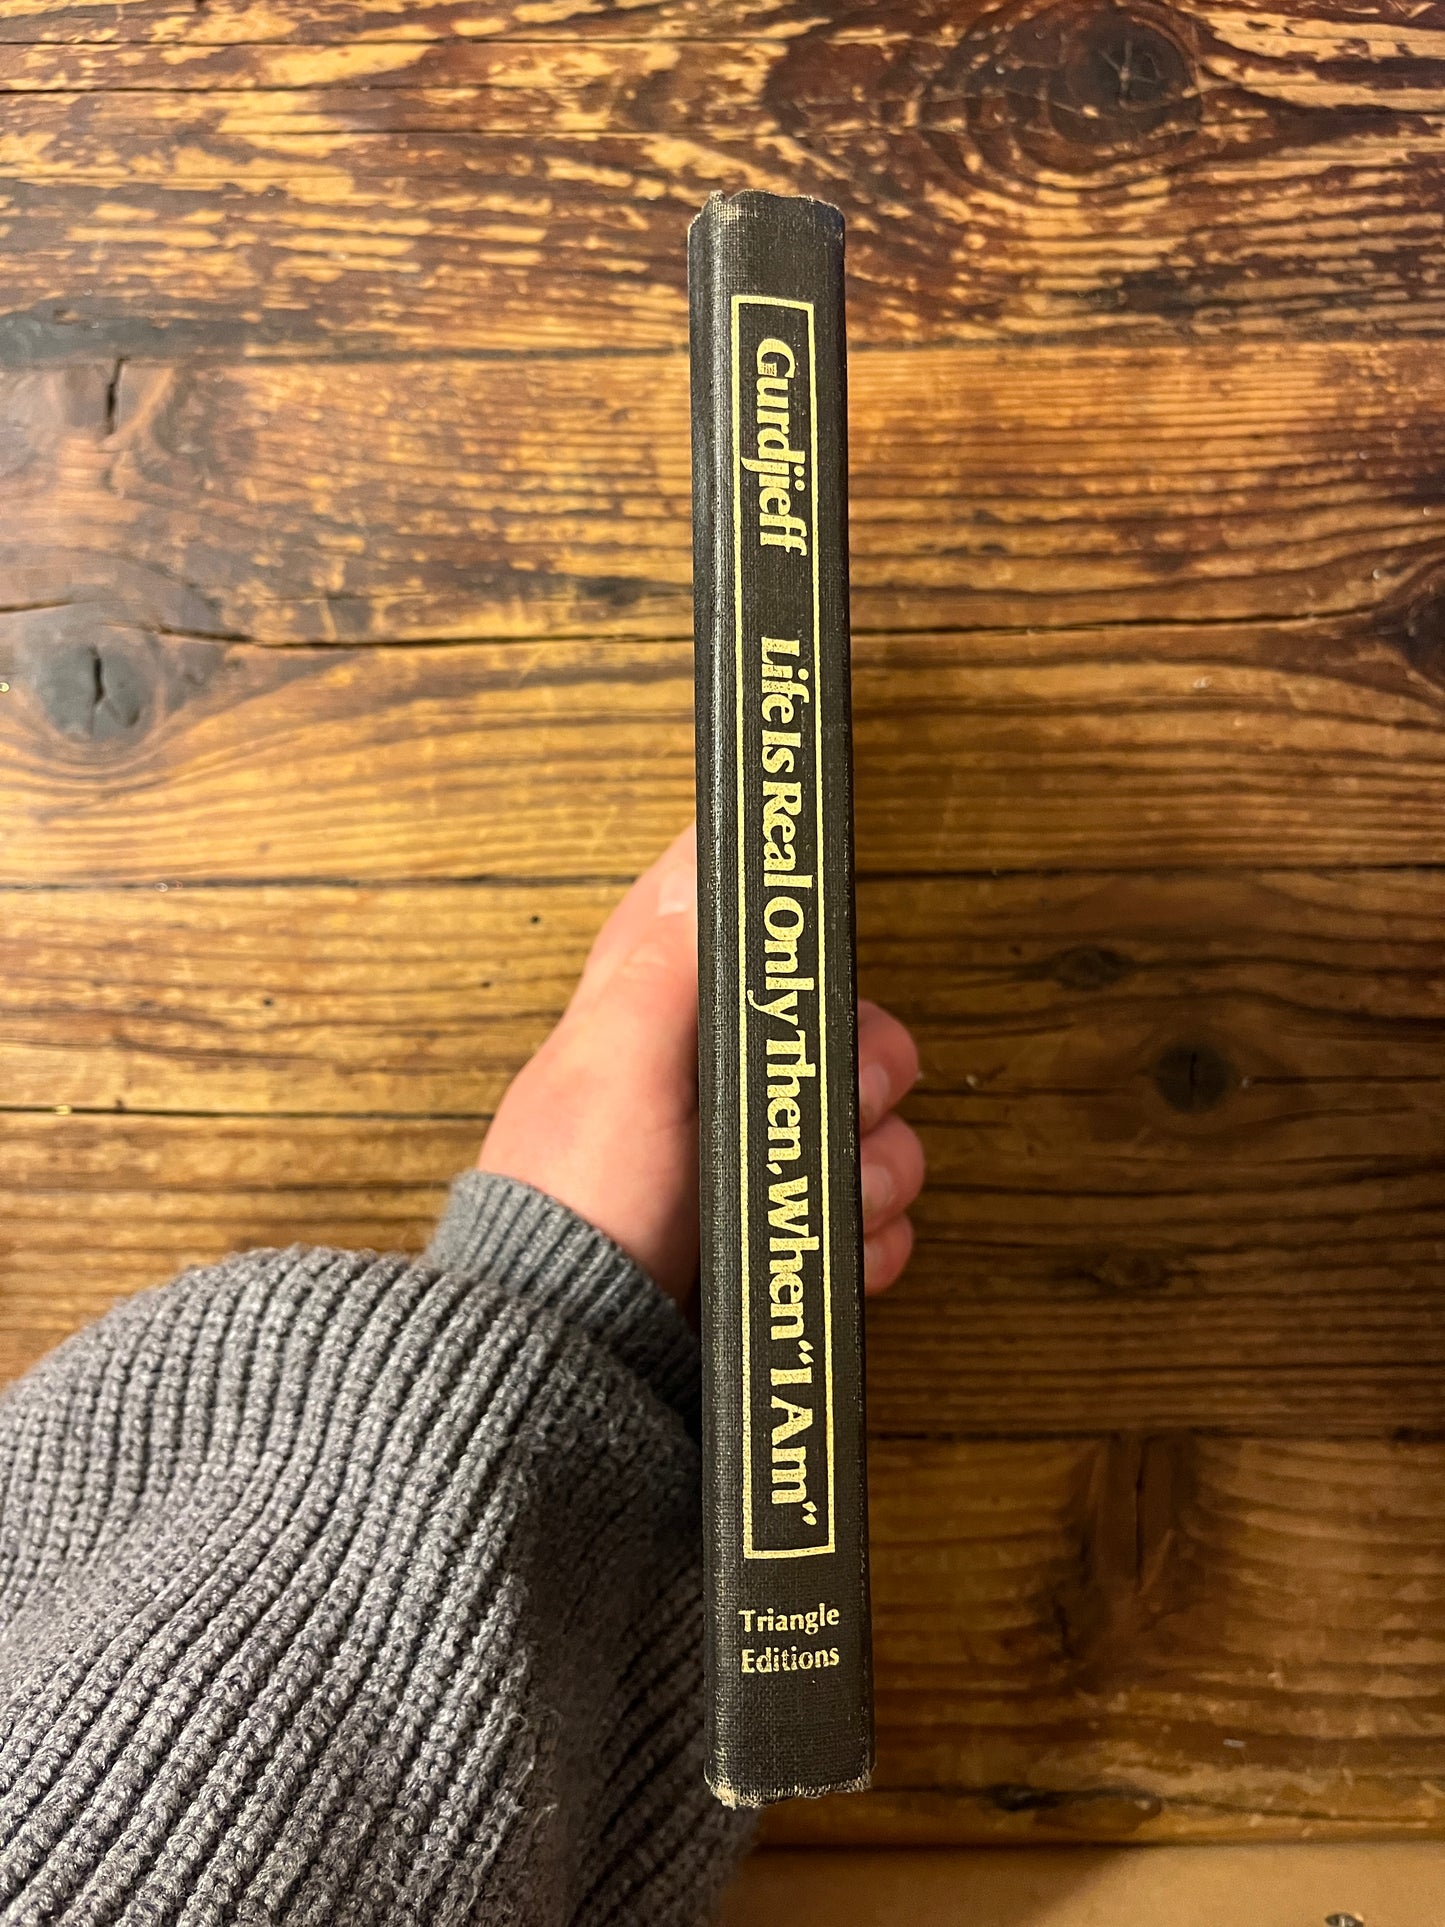 Gurdjieff Life Is Real Only Then, When "I Am"
Triangle
Editions